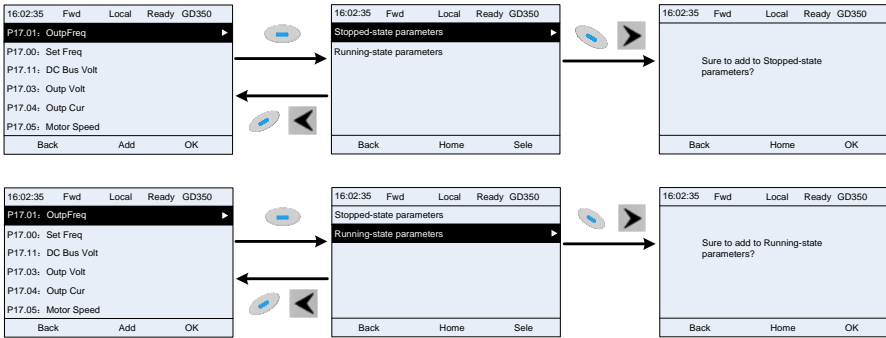 16:02:35 Fwd Local Ready GD350
P17.01: OutpFreq
P17.00: Set Freq
P17.11: DC Bus Volt
P17.03: Outp Volt
P17.04: Outp Cur
P17.05: Motor Speed
Back Add OK
16:02:35 Fwd Local Ready GD350
Stopped-state parameters
Running-state parameters
Back Home Sele
16:02:35 Fwd Local Ready GD350
Sure to add to Stopped-state
parameters?
Back Home OK
16:02:35 Fwd Local Ready GD350
P17.01: OutpFreq
P17.00: Set Freq
P17.11: DC Bus Volt
P17.03: Outp Volt
P17.04: Outp Cur
P17.05: Motor Speed
Back Add OK
16:02:35 Fwd Local Ready GD350
Stopped-state parameters
Running-state parameters
Back Home Sele
16:02:35 Fwd Local Ready GD350
Sure to add to Running-state
parameters?
Back Home OK